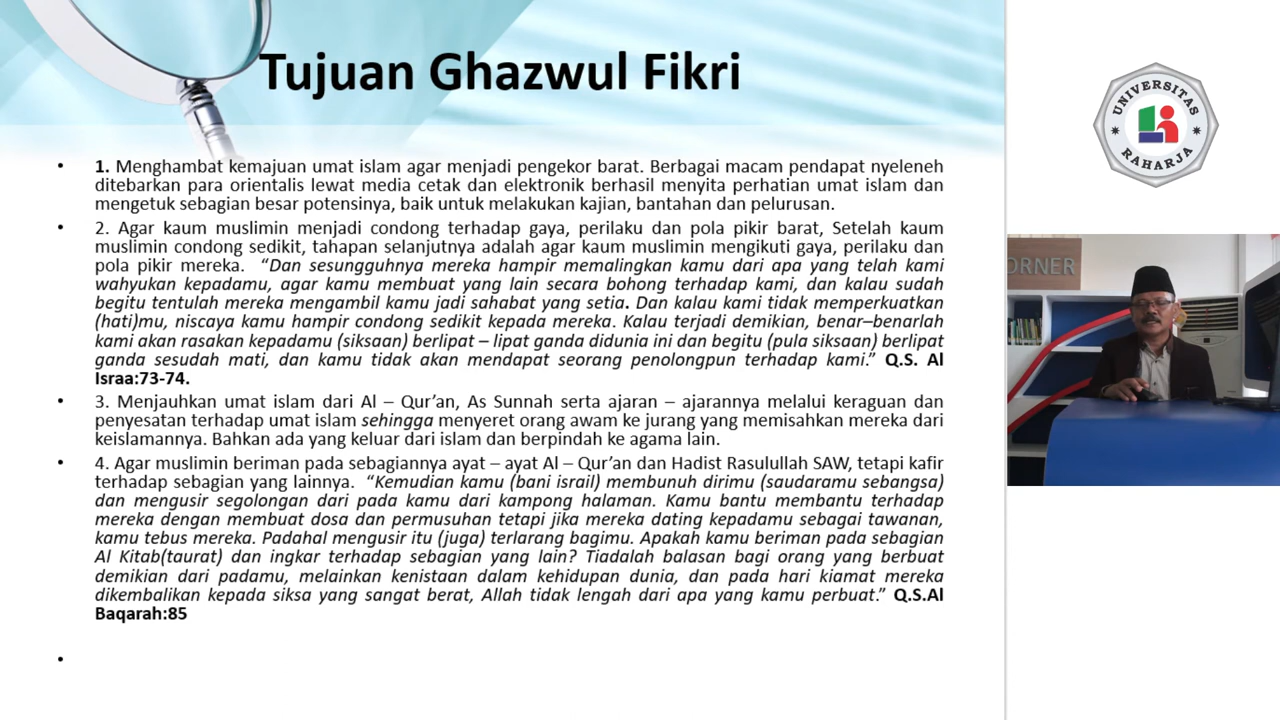 Tujuan Ghazwul Fikri
• 1. Menghambat kemajuan umat islam agar menjadi pengekor barat. Berbagai macam pendapat nyeleneh
ditebarkan para orientalis lewat media cetak dan elektronik berhasil menyita perhatian umat islam dan
mengetuk sebagian besar potensinya, baik untuk melakukan kajian, bantahan dan pelurusan.
• 2. Agar kaum muslimin menjadi condong terhadap gaya, perilaku dan pola pikir barat, Setelah kaum
muslimin condong sedikit, tahapan selanjutnya adalah agar kaum muslimin mengikuti gaya, perilaku dan
pola pikir mereka. “Dan sesungguhnya mereka hampir memalingkan kamu dari apa yang telah kami
wahyukan kepadamu, agar kamu membuat yang lain secara bohong terhadap kami, dan kalau sudah
begitu tentulah mereka mengambil kamu jadi sahabat yang setia. Dan kalau kami tidak memperkuatkan
(hati)mu, niscaya kamu hampir condong sedikit kepada mereka. Kalau terjadi demikian, benar–benarlah
kami akan rasakan kepadamu (siksaan) berlipat – lipat ganda didunia ini dan begitu (pula siksaan) berlipat
ganda sesudah mati, dan kamu tidak akan mendapat seorang penolongpun terhadap kami.” Q.S. Al
Israa:73-74.
• 3. Menjauhkan umat islam dari Al – Qur’an, As Sunnah serta ajaran – ajarannya melalui keraguan dan
penyesatan terhadap umat islam sehingga menyeret orang awam ke jurang yang memisahkan mereka dari
keislamannya. Bahkan ada yang keluar dari islam dan berpindah ke agama lain.
• 4. Agar muslimin beriman pada sebagiannya ayat – ayat Al – Qur’an dan Hadist Rasulullah SAW, tetapi kafir
terhadap sebagian yang lainnya. “Kemudian kamu (bani israil) membunuh dirimu (saudaramu sebangsa)
dan mengusir segolongan dari pada kamu dari kampong halaman. Kamu bantu membantu terhadap
mereka dengan membuat dosa dan permusuhan tetapi jika mereka dating kepadamu sebagai tawanan,
kamu tebus mereka. Padahal mengusir itu (juga) terlarang bagimu. Apakah kamu beriman pada sebagian
Al Kitab(taurat) dan ingkar terhadap sebagian yang lain? Tiadalah balasan bagi orang yang berbuat
demikian dari padamu, melainkan kenistaan dalam kehidupan dunia, dan pada hari kiamat mereka
dikembalikan kepada siksa yang sangat berat, Allah tidak lengah dari apa yang kamu perbuat.” Q.S.Al
Baqarah:85
•
UNIVERSITAS
RAHARJA
ORNER